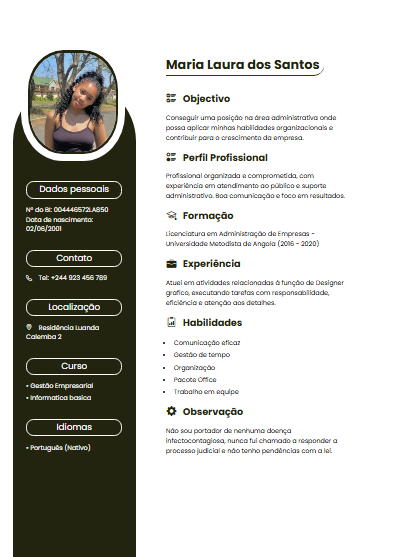 Maria Laura dos Santos
Dados pessoais
Nº do BI: 004446572LA850
Data de nascimento:
02/06/2001
Contato
Tel: +244 923 456 789
Localização
Residência Luanda
Calemba 2
Curso
• Gestão Empresarial
• Informatica basica
Idiomas
• Português (Nativo)
Objectivo
Conseguir uma posição na área administrativa onde
possa aplicar minhas habilidades organizacionais e
contribuir para o crescimento da empresa.
Perfil Profissional
Profissional organizada e comprometida, com
experiência em atendimento ao público e suporte
administrativo. Boa comunicação e foco em resultados.
Formação
Licenciatura em Administração de Empresas -
Universidade Metodista de Angola (2016 - 2020)
Experiência
Atuei em atividades relacionadas à função de Designer
grafico, executando tarefas com responsabilidade,
eficiência e atenção aos detalhes.
Habilidades
• Comunicação eficaz
• Gestão de tempo
• Organização
• Pacote Office
• Trabalho em equipe
Observação
Não sou portador de nenhuma doença
infectocontagiosa, nunca fui chamado a responder a
processo judicial e não tenho pendências com a lei.